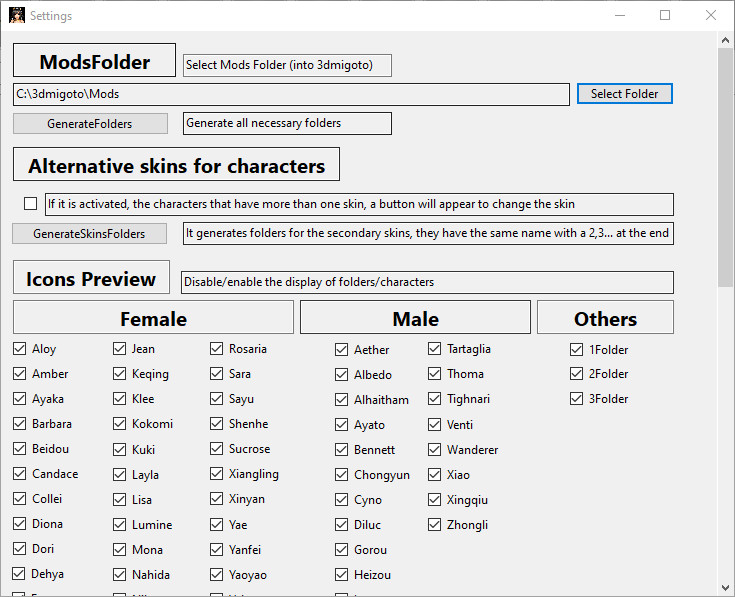 Settings
ModsFolder
Select Mods Folder (into 3dmigoto)
C:\3dmigoto\Mods
Select Folder
GenerateFolders
Generate all necessary folders
Alternative skins for characters
If it is activated, the characters that have more than one skin, a button will appear to change the skin
GenerateSkinsFolders
It generates folders for the secondary skins, they have the same name with a 2,3... at the end
Icons Preview
Disable/enable the display of folders/characters
Female
Male
Others
Aloy Jean Rosaria Aether Tartaglia 1Folder
Amber Keqing Sara Albedo Thoma 2Folder
Ayaka Klee Sayu Alhaitham Tighnari 3Folder
Barbara Kokomi Shenhe Ayato Venti
Beidou Kuki Sucrose Bennett Wanderer
Candace Layla Xiangling Chongyun Xiao
Collei Lisa Xinyan Cyno Xingqiu
Diona Lumine Yae Diluc Zhongli
Dori Mona Yanfei Gorou
Dehya Nahida Yaoyao Heizou